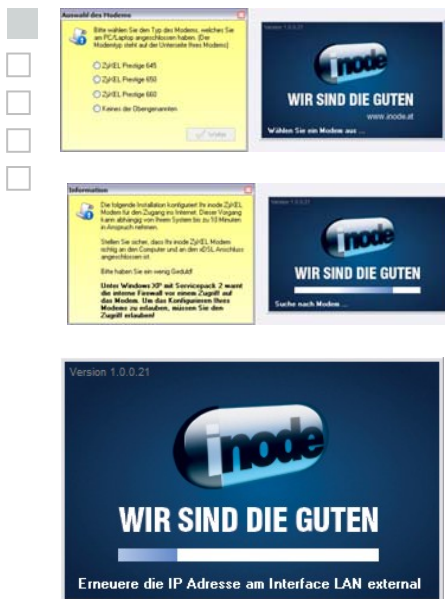 Auswahl des Modems
Bitte wählen Sie den Typ des Modems, welches Sie
am PC/Laptop angeschlossen haben. (Der
Modemtyp steht auf der Unterseite Ihres Modems)
ZyXEL Prestige 645
ZyXEL Prestige 650
ZyXEL Prestige 660
Keines der Obengenannten
Weiter
Version 1.0.0.21
inode
WIR SIND DIE GUTEN
www.inode.at
Wählen Sie ein Modem aus ...
Information
Die folgende Installation konfiguriert Ihr inode ZyXEL
Modem für den Zugang ins Internet. Dieser Vorgang
kann abhängig von Ihrem System bis zu 10 Minuten
in Anspruch nehmen.
Stellen Sie sicher, dass Ihr inode ZyXEL Modem
richtig an den Computer und an den xDSL Anschluss
angeschlossen ist.
Bitte haben Sie ein wenig Geduld!
Unter Windows XP mit Servicepack 2 warnt
die interne Firewall vor einem Zugriff auf
das Modem. Um das Konfigurieren Ihres
Modems zu erlauben, müssen Sie dem
Zugriff erlauben!
Version 1.0.0.21
inode
WIR SIND DIE GUTEN
Suche nach Modem ...
Version 1.0.0.21
inode
WIR SIND DIE GUTEN
Erneuere die IP Adresse am Interface LAN external